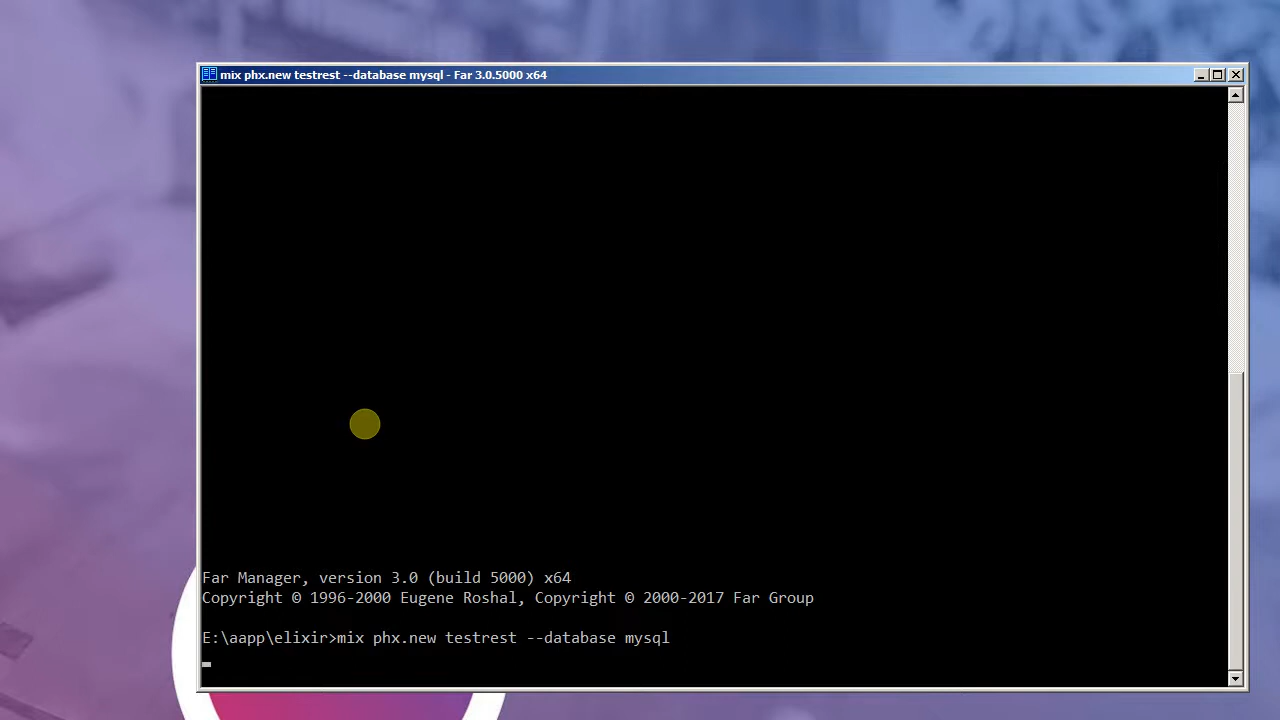 mix phx.new testrest --database mysql - Far 3.0.5000 x64
Far Manager, version 3.0 (build 5000) x64
Copyright © 1996-2000 Eugene Roshal, Copyright © 2000-2017 Far Group
E:\aapp\elixir>mix phx.new testrest --database mysql